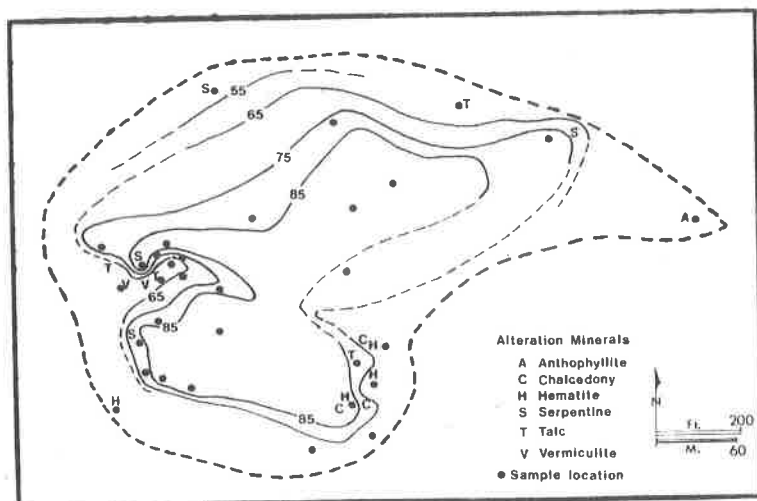 S
55
T
65
S
75
85
A
S
T
V V T
65
85
S
C H
T
H
H
H
C C
85
Alteration Minerals
A Anthophyllite
C Chalcedony
H Hematite
S Serpentine
T Talc
V Vermiculite
Sample location
N
Ft. 200
M. 60